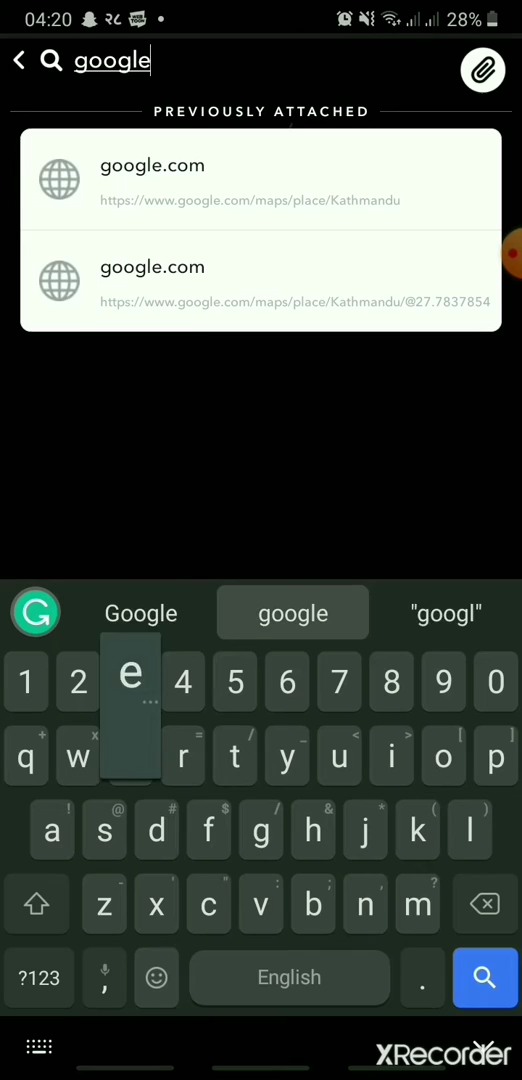 04:20 28%
google
PREVIOUSLY ATTACHED
google.com
https://www.google.com/maps/place/Kathmandu
google.com
https://www.google.com/maps/place/Kathmandu/@27.7837854
Google google "googl"
1 2 4 5 6 7 8 9 0
e
q w r t y u i o p
a s d f g h j k l
z x c v b n m
?123 , English .
XRecorder